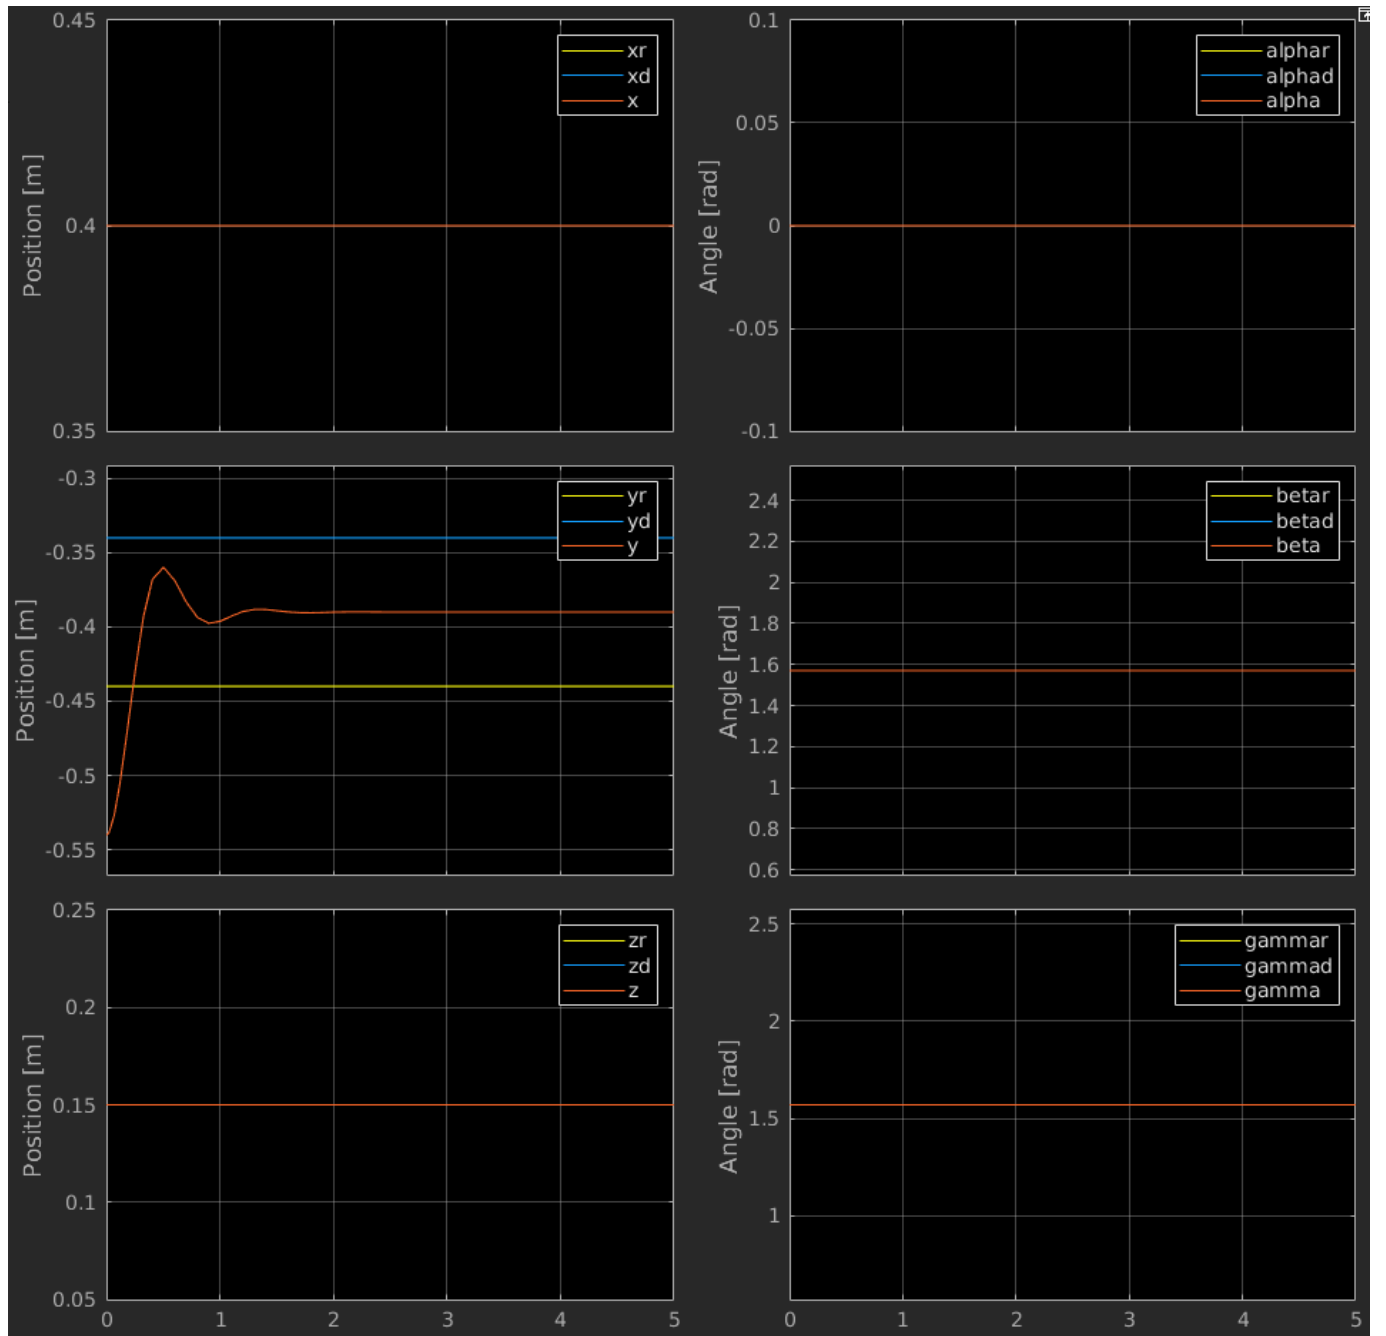 Position [m]
0.45
0.4
0.35
xr
xd
x
Angle [rad]
0.1
0.05
0
-0.05
-0.1
alphar
alphad
alpha
Position [m]
-0.3
-0.35
-0.4
-0.45
-0.5
-0.55
yr
yd
y
Angle [rad]
2.4
2.2
2
1.8
1.6
1.4
1.2
1
0.8
0.6
betar
betad
beta
Position [m]
0.25
0.2
0.15
0.1
0.05
zr
zd
z
0 1 2 3 4 5
Angle [rad]
2.5
2
1.5
1
gammar
gammad
gamma
0 1 2 3 4 5